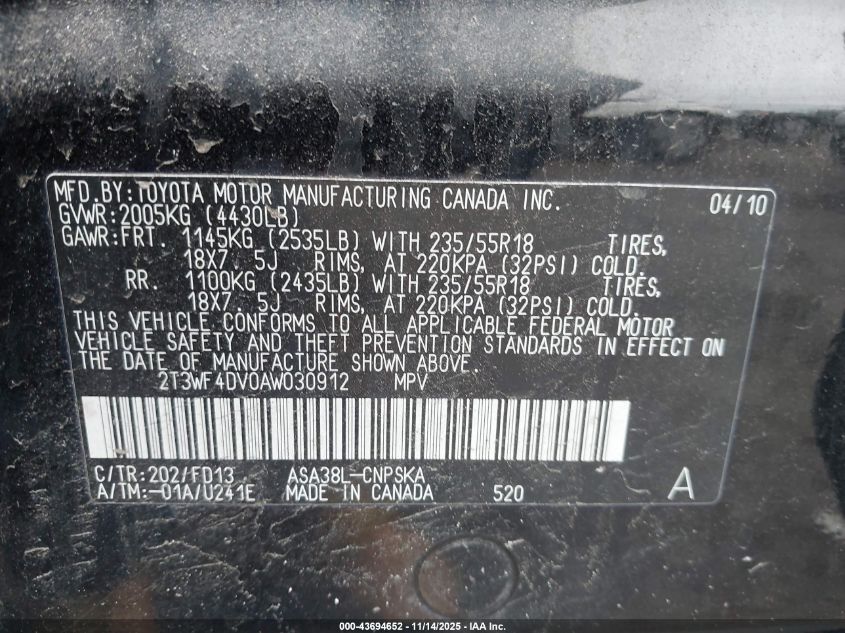 MFD.BY:TOYOTA MOTOR MANUFACTURING CANADA INC. 04/10
GVWR:2005KG (4430LB)
GAWR:FRT. 1145KG (2535LB) WITH 235/55R18 TIRES,
18X7.5J RIMS, AT 220KPA (32PSI) COLD.
RR. 1100KG (2435LB) WITH 235/55R18 TIRES,
18X7.5J RIMS, AT 220KPA (32PSI) COLD.
THIS VEHICLE CONFORMS TO ALL APPLICABLE FEDERAL MOTOR
VEHICLE SAFETY AND THEFT PREVENTION STANDARDS IN EFFECT ON
THE DATE OF MANUFACTURE SHOWN ABOVE.
2T3WF4DV0AW030912 MPV
C/TR:202/FD13 ASA38L-CNPSKA
A/TM:-01A/U241E MADE IN CANADA 520 A
000-43694652 - 11/14/2025 - IAA Inc.